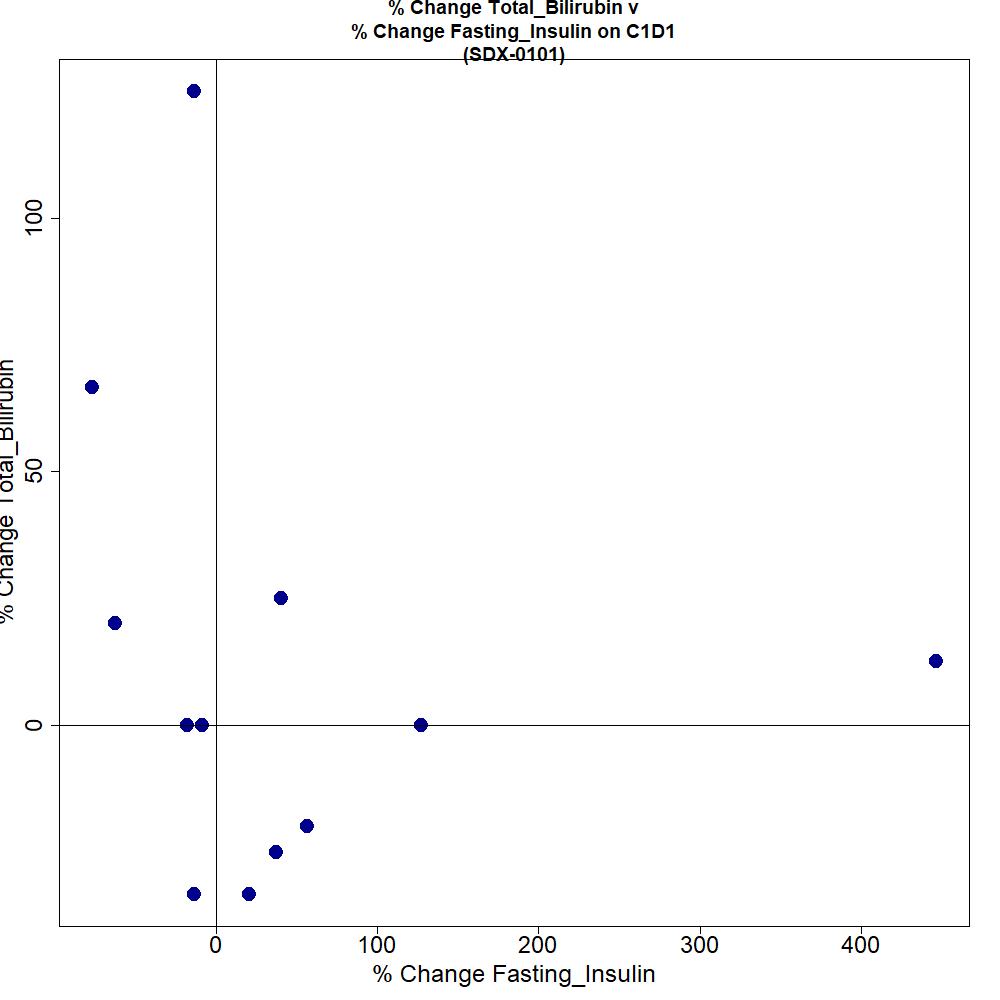 % Change Total_Bilirubin v
% Change Fasting_Insulin on C1D1
(SDX-0101)
% Change Total_Bilirubin
100
50
0
0
100
200
300
400
% Change Fasting_Insulin